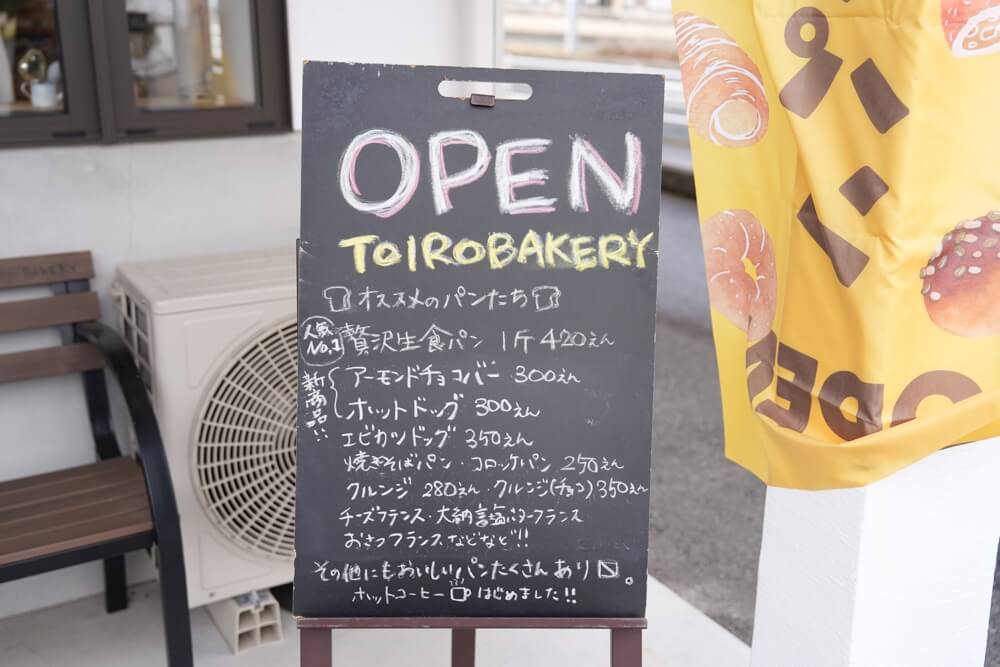 OPEN
TOIROBAKERY
オススメのパンたち
人気No.1 贅沢生食パン 1斤 420えん
新商品!! アーモンドチョコバー 300えん
ホットドッグ 300えん
エビカツドッグ 350えん
焼きそばパン・コロッケパン 250えん
クルンジ 280えん・クルンジ(チョコ) 350えん
チーズフランス・大納言塩バターフランス
おさつフランスなどなど!!
その他にもおいしいパンたくさんあり〼。
ホットコーヒーはじめました!!
パン
BAKERY